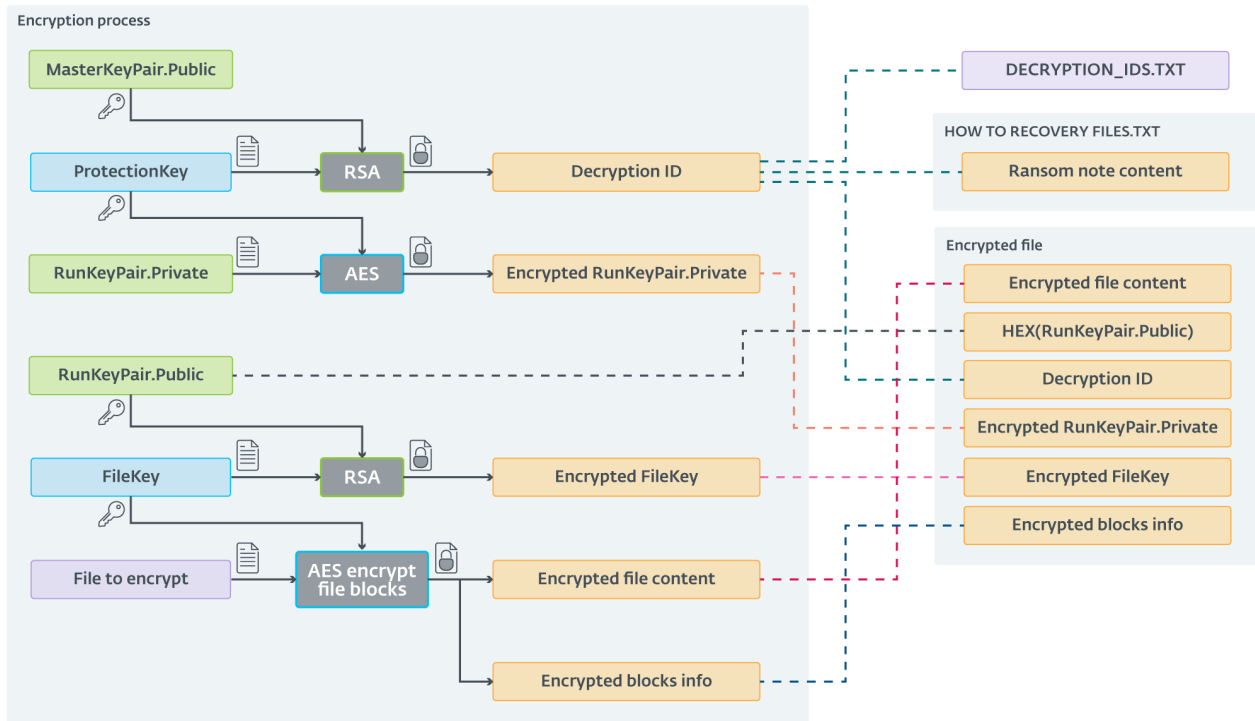 Encryption process
MasterKeyPair.Public
DECRYPTION_IDS.TXT
HOW TO RECOVERY FILES.TXT
ProtectionKey
RSA
Decryption ID
Ransom note content
RunKeyPair.Private
AES
Encrypted RunKeyPair.Private
Encrypted file
Encrypted file content
HEX(RunKeyPair.Public)
RunKeyPair.Public
Decryption ID
Encrypted RunKeyPair.Private
FileKey
RSA
Encrypted FileKey
Encrypted FileKey
Encrypted blocks info
File to encrypt
AES encrypt
file blocks
Encrypted file content
Encrypted blocks info